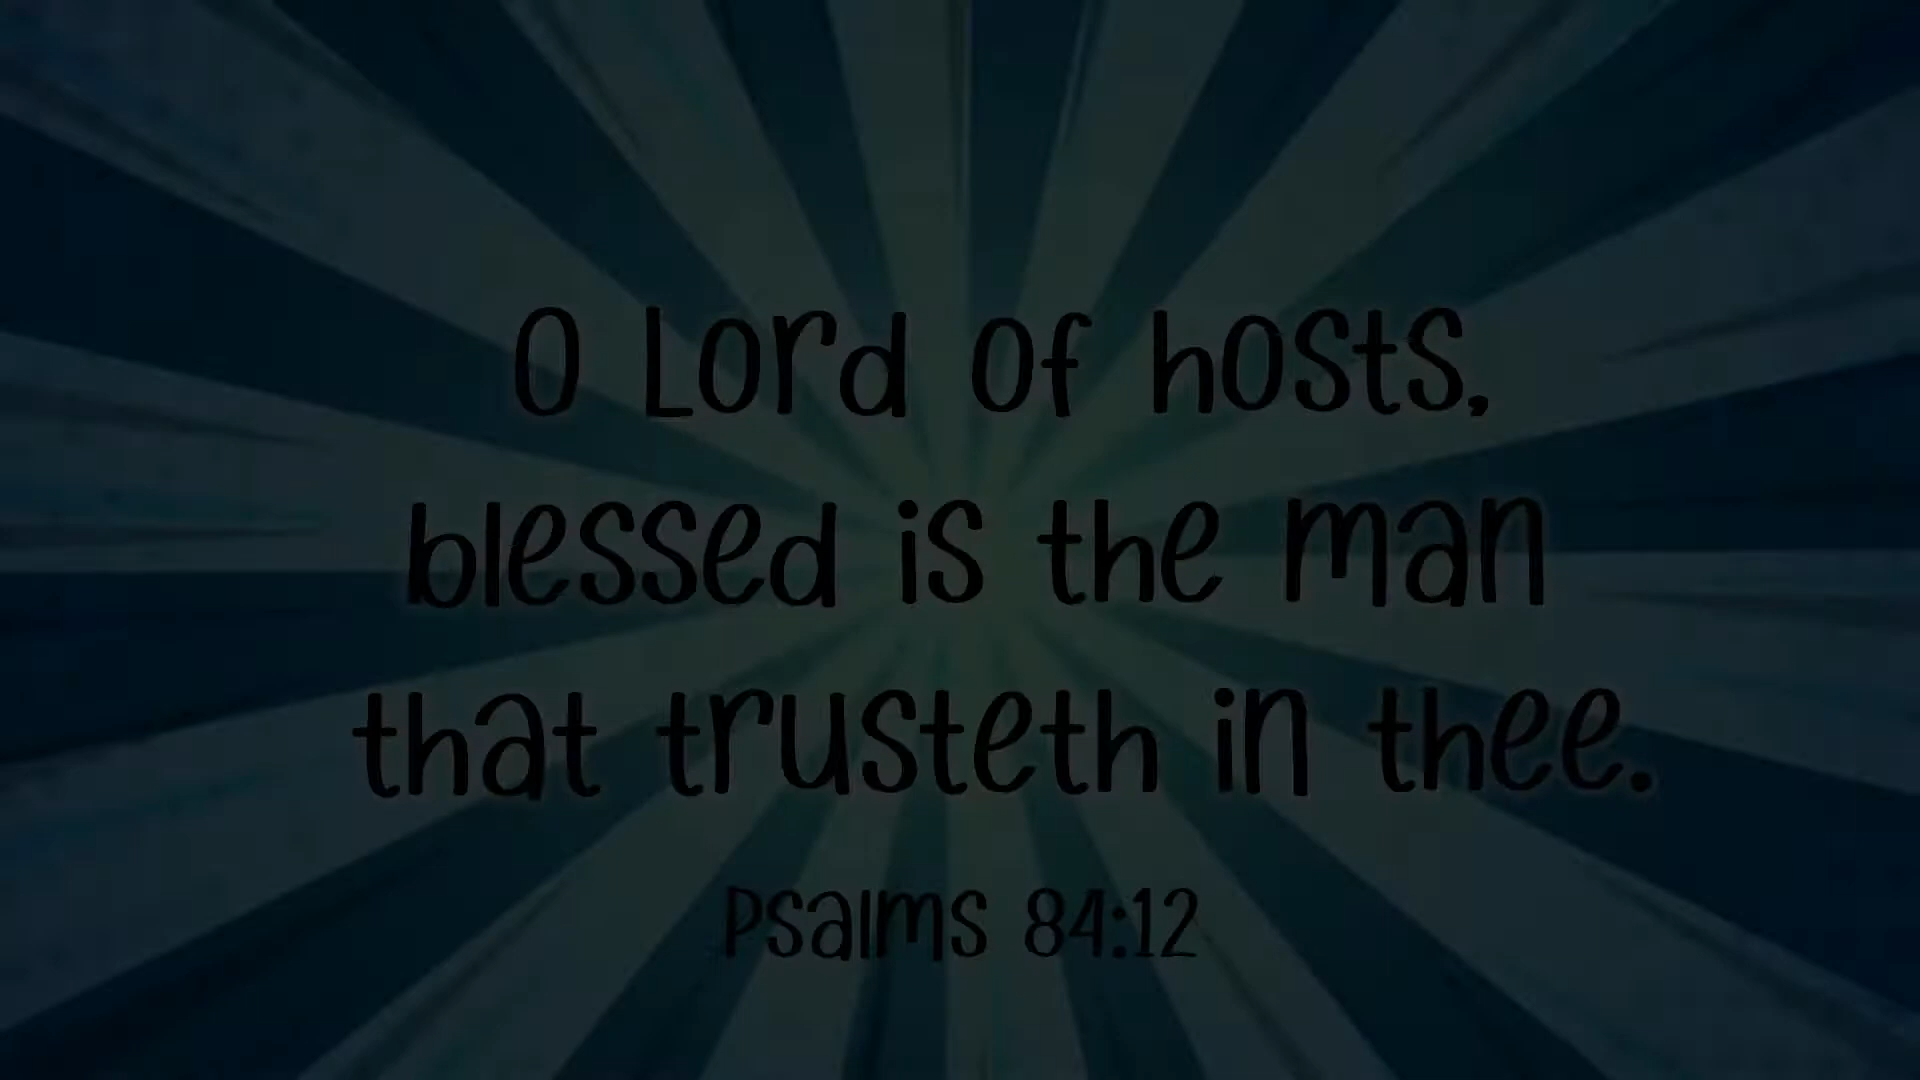 O Lord of hosts,
blessed is the man
that trusteth in thee.
Psalms 84:12